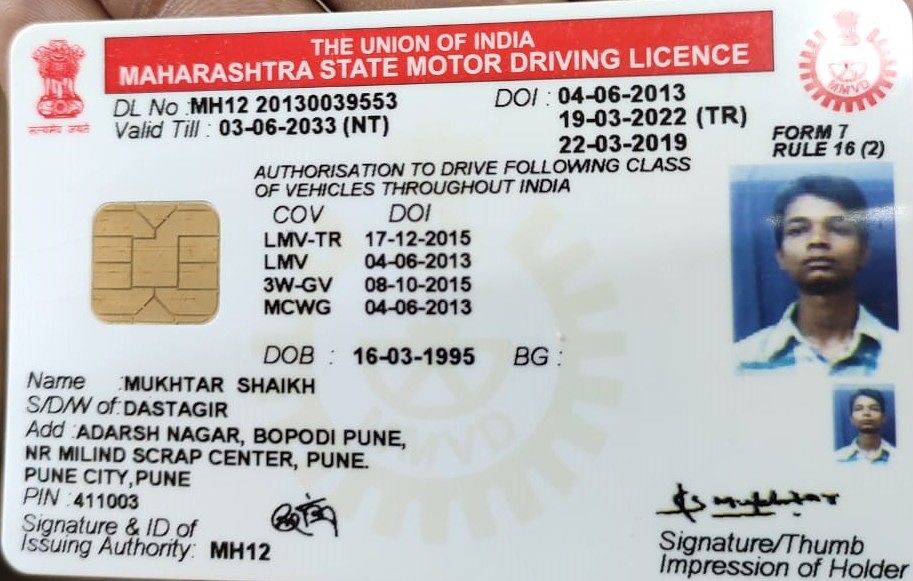 THE UNION OF INDIA
MAHARASHTRA STATE MOTOR DRIVING LICENCE
सत्यमेव जयते
MMVD
DL No : MH12 20130039553
DOI : 04-06-2013
Valid Till : 03-06-2033 (NT)
19-03-2022 (TR)
22-03-2019
FORM 7
RULE 16 (2)
AUTHORISATION TO DRIVE FOLLOWING CLASS
OF VEHICLES THROUGHOUT INDIA
COV DOI
LMV-TR 17-12-2015
LMV 04-06-2013
3W-GV 08-10-2015
MCWG 04-06-2013
DOB : 16-03-1995 BG :
Name : MUKHTAR SHAIKH
S/D/W of: DASTAGIR
Add : ADARSH NAGAR, BOPODI PUNE,
NR MILIND SCRAP CENTER, PUNE.
PUNE CITY,PUNE
PIN : 411003
MMVD
Signature & ID of
Issuing Authority: MH12
Signature/Thumb
Impression of Holder